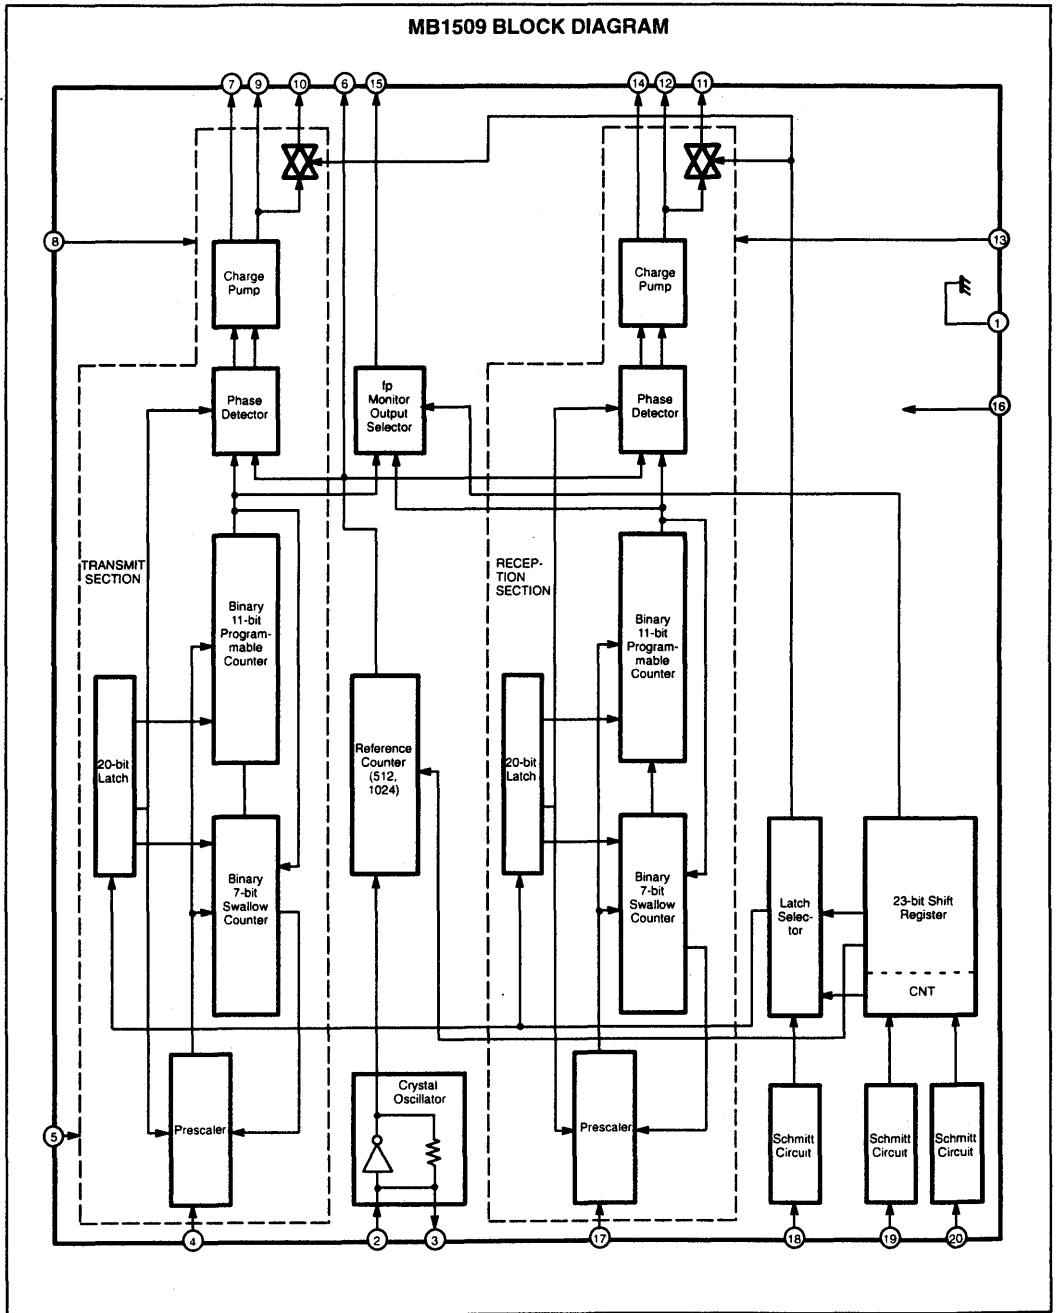 MB1509 BLOCK DIAGRAM
7 9 10 6 15 14 12 11
8
13
Charge
Pump
Charge
Pump
1
Phase
Detector
fp
Monitor
Output
Selector
Phase
Detector
16
TRANSMIT
SECTION
RECEP-
TION
SECTION
Binary
11-bit
Program-
mable
Counter
Binary
11-bit
Program-
mable
Counter
20-bit
Latch
Reference
Counter
(512,
1024)
20-bit
Latch
Binary
7-bit
Swallow
Counter
Binary
7-bit
Swallow
Counter
Latch
Selec-
tor
23-bit Shift
Register
CNT
Crystal
Oscillator
5
Prescaler
Prescaler
Schmitt
Circuit
Schmitt
Circuit
Schmitt
Circuit
4 2 3 17 18 19 20